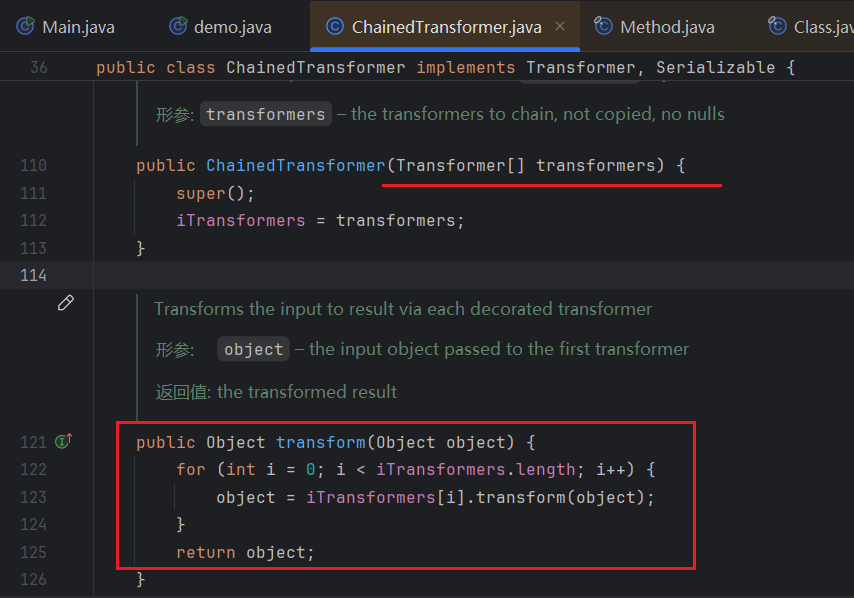 Main.java demo.java ChainedTransformer.java Method.java Class.jav
36 public class ChainedTransformer implements Transformer, Serializable {
形参: transformers – the transformers to chain, not copied, no nulls
110 public ChainedTransformer(Transformer[] transformers) {
111 super();
112 iTransformers = transformers;
113 }
114
Transforms the input to result via each decorated transformer
形参: object – the input object passed to the first transformer
返回值: the transformed result
121 public Object transform(Object object) {
122 for (int i = 0; i < iTransformers.length; i++) {
123 object = iTransformers[i].transform(object);
124 }
125 return object;
126 }